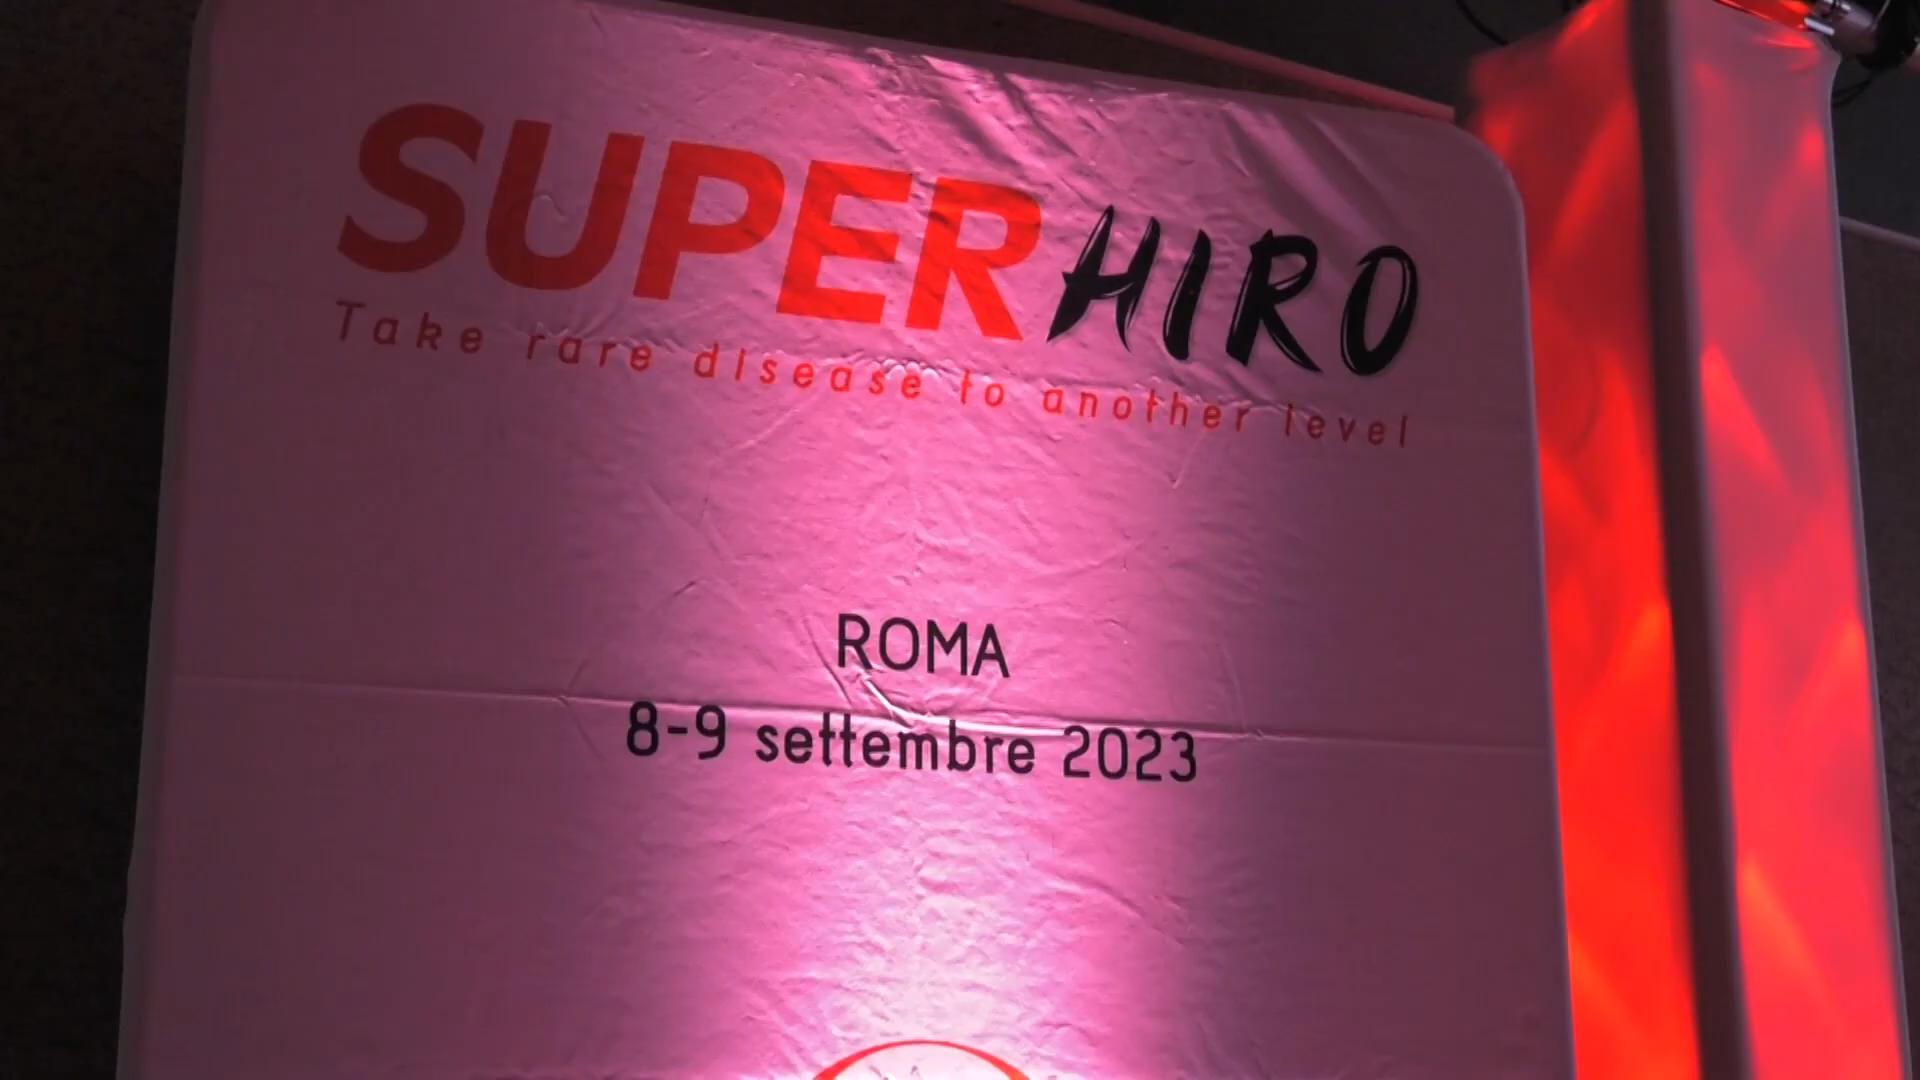 SUPERHIRO
Take rare disease to another level
ROMA
8-9 settembre 2023